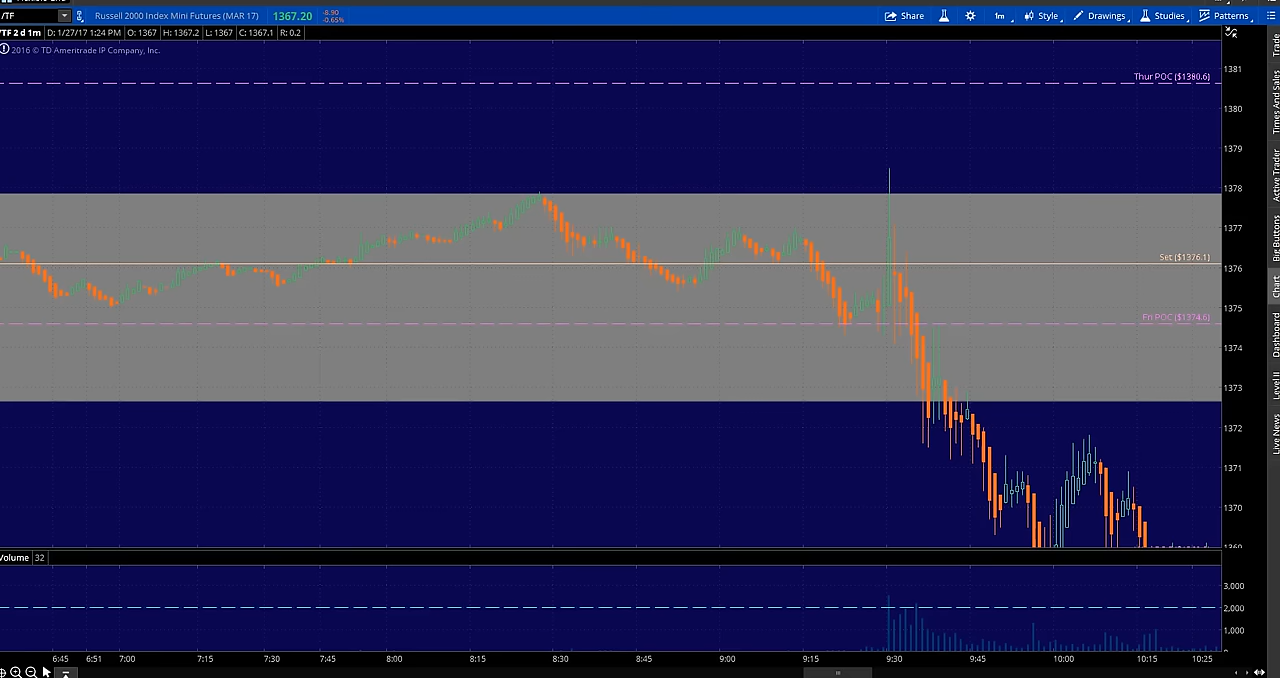 /TF
Russell 2000 Index Mini Futures (MAR 17)
1367.20
-8.90
-0.65%
Share
1m
Style
Drawings
Studies
Patterns
/TF 2 d 1m D: 1/27/17 1:24 PM O: 1367 H: 1367.2 L: 1367 C: 1367.1 R: 0.2
2016 © TD Ameritrade IP Company, Inc.
Thur POC ($1380.6)
Set ($1376.1)
Fri POC ($1374.6)
1381
1380
1379
1378
1377
1376
1375
1374
1373
1372
1371
1370
1369
Volume 32
3,000
2,000
1,000
0
6:45 6:51 7:00 7:15 7:30 7:45 8:00 8:15 8:30 8:45 9:00 9:15 9:30 9:45 10:00 10:15 10:25
Trade
Times And Sales
Active Trader
Big Buttons
Chart
Dashboard
Level II
Live News